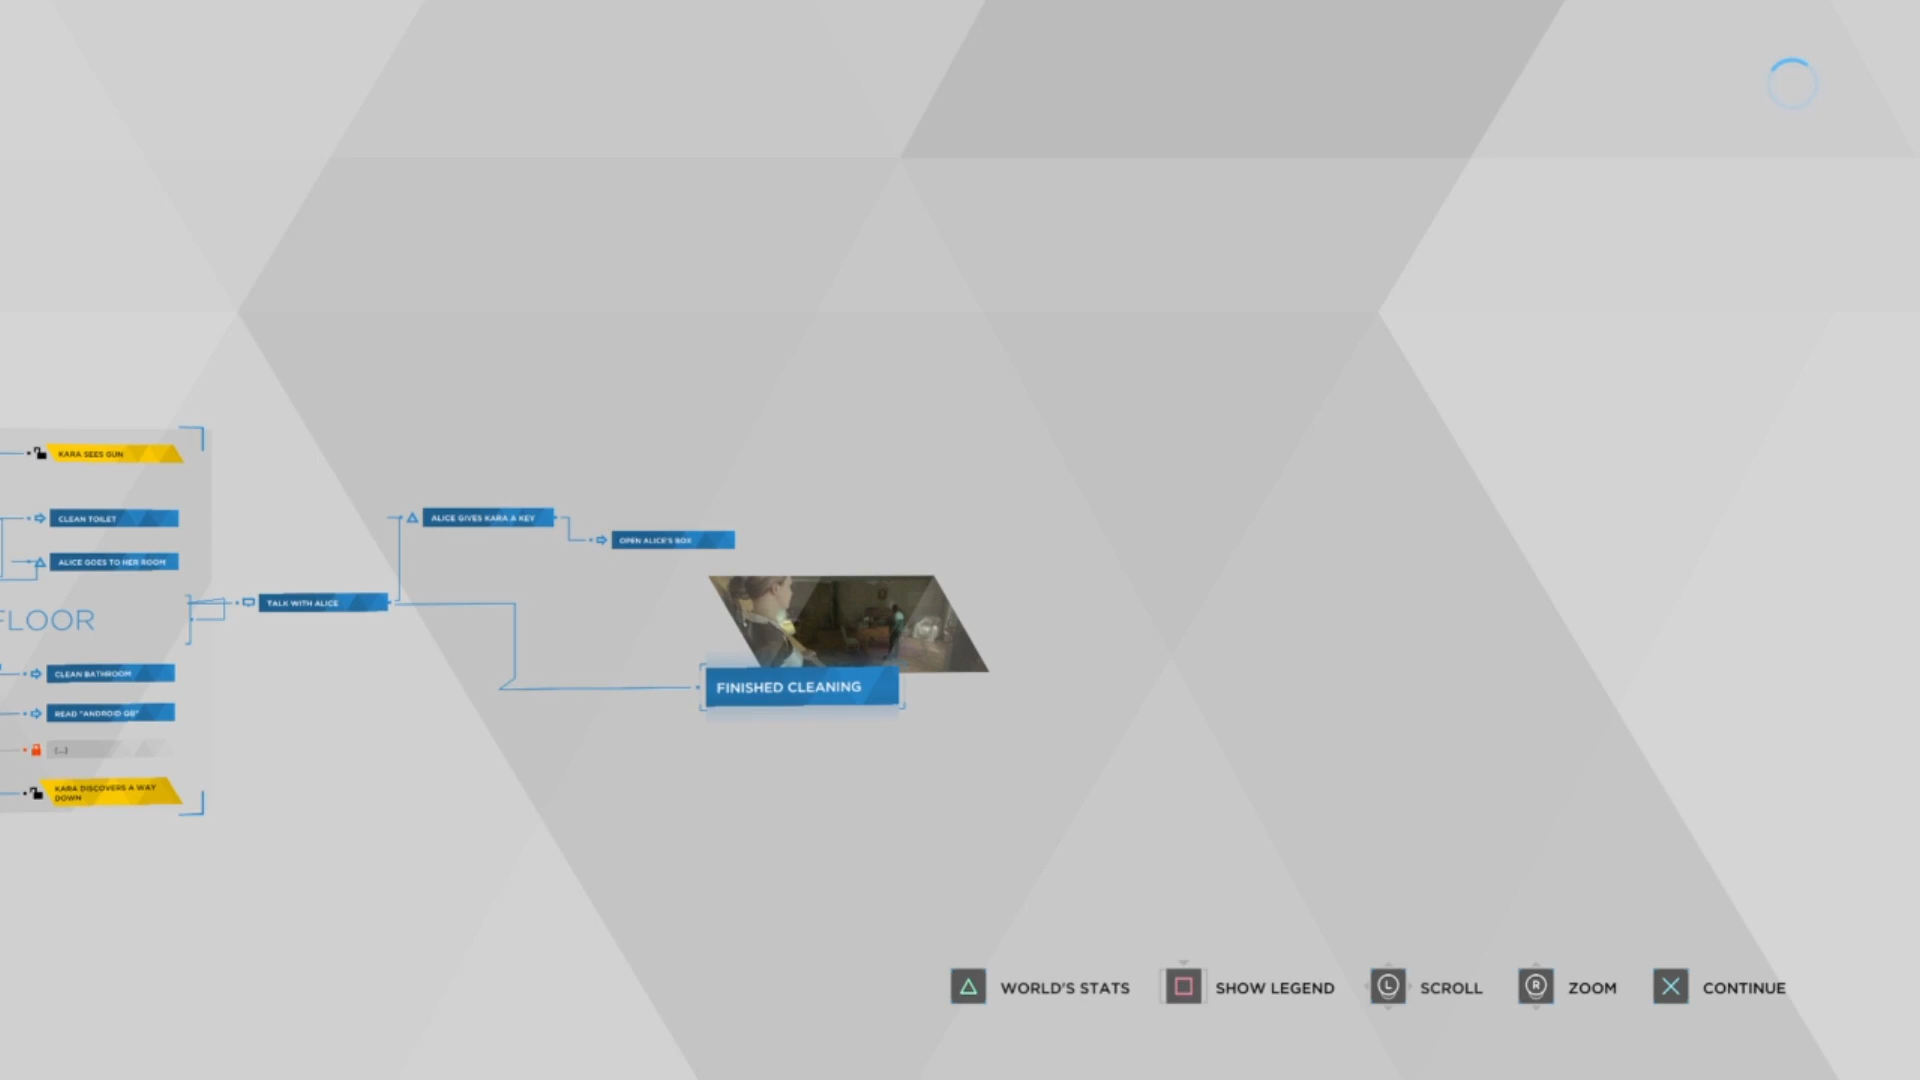 KARA SEES GUN
CLEAN TOILET
ALICE GOES TO HER ROOM
FLOOR
CLEAN BATHROOM
READ "ANDROID QB"
[...]
KARA DISCOVERS A WAY
DOWN
TALK WITH ALICE
ALICE GIVES KARA A KEY
OPEN ALICE'S BOX
FINISHED CLEANING
WORLD'S STATS
SHOW LEGEND
L
SCROLL
R
ZOOM
CONTINUE